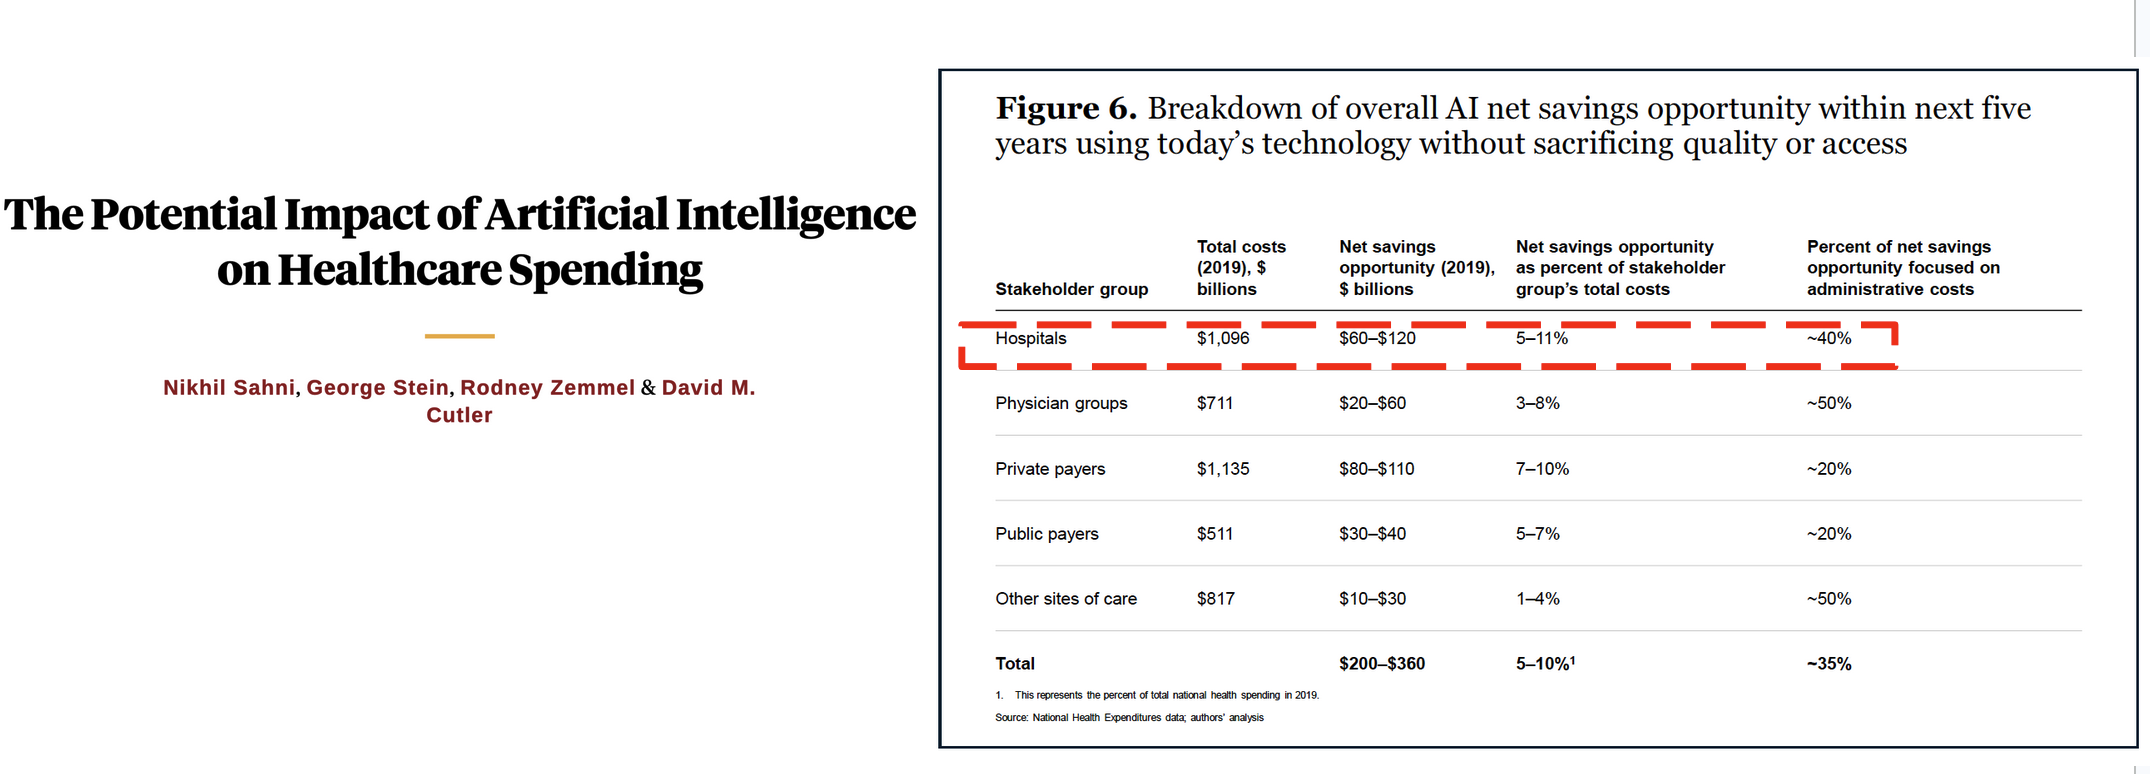 The Potential Impact of Artificial Intelligence
on Healthcare Spending
Nikhil Sahni, George Stein, Rodney Zemmel & David M.
Cutler
Figure 6. Breakdown of overall AI net savings opportunity within next five
years using today’s technology without sacrificing quality or access
Stakeholder group
Total costs
(2019), $
billions
Net savings
opportunity (2019),
$ billions
Net savings opportunity
as percent of stakeholder
group’s total costs
Percent of net savings
opportunity focused on
administrative costs
Hospitals $1,096 $60–$120 5–11% ~40%
Physician groups $711 $20–$60 3–8% ~50%
Private payers $1,135 $80–$110 7–10% ~20%
Public payers $511 $30–$40 5–7% ~20%
Other sites of care $817 $10–$30 1–4% ~50%
Total $200–$360 5–10%¹ ~35%
1. This represents the percent of total national health spending in 2019.
Source: National Health Expenditures data; authors’ analysis